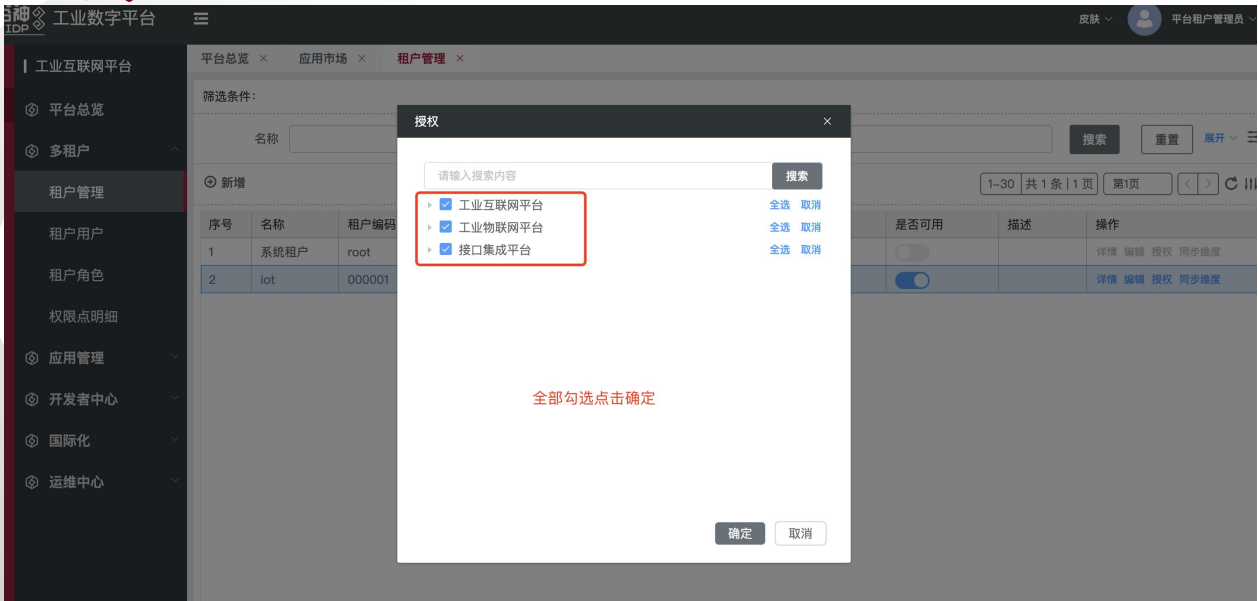 工业数字平台
IDP
皮肤
平台租户管理员
工业互联网平台
平台总览
多租户
租户管理
租户用户
租户角色
权限点明细
应用管理
开发者中心
国际化
运维中心
平台总览 × 应用市场 × 租户管理 ×
筛选条件:
名称 搜索 重置 展开
新增 1-30 共 1 条 1 页 第1页
序号 名称 租户编码 是否可用 描述 操作
1 系统租户 root 详情 编辑 授权 同步维度
2 iot 000001 详情 编辑 授权 同步维度
授权 ×
请输入搜索内容 搜索
工业互联网平台 全选 取消
工业物联网平台 全选 取消
接口集成平台 全选 取消
全部勾选点击确定
确定 取消